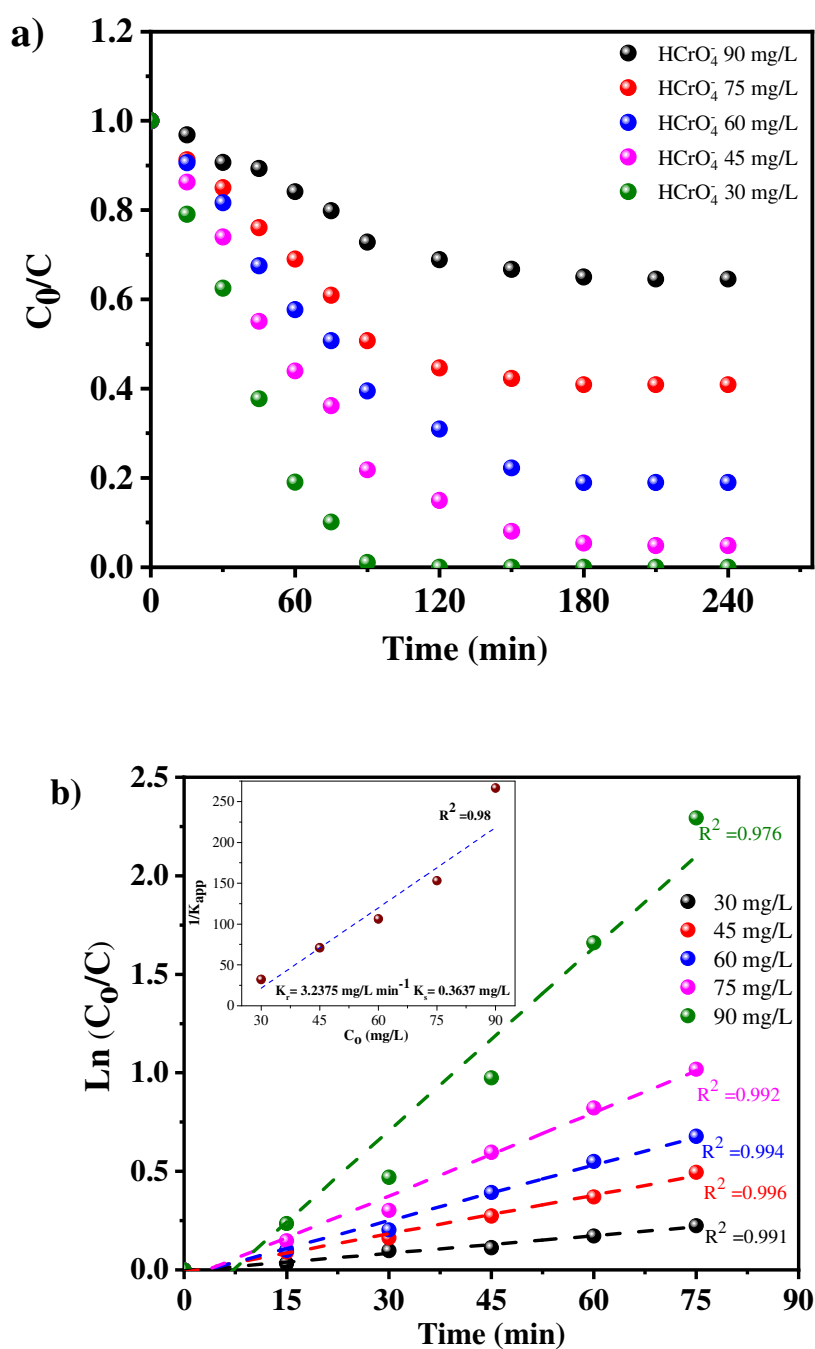 a)
1.2
1.0
0.8
0.6
0.4
0.2
0.0
C₀/C
HCrO₄⁻ 90 mg/L
HCrO₄⁻ 75 mg/L
HCrO₄⁻ 60 mg/L
HCrO₄⁻ 45 mg/L
HCrO₄⁻ 30 mg/L
0 60 120 180 240
Time (min)
b)
2.5
2.0
1.5
1.0
0.5
0.0
Ln (C₀/C)
250
200
150
100
50
0
1/Kapp
R² =0.98
Kᵣ= 3.2375 mg/L min⁻¹ Kₛ= 0.3637 mg/L
30 45 60 75 90
C₀ (mg/L)
R² =0.976
30 mg/L
45 mg/L
60 mg/L
75 mg/L
90 mg/L
R² =0.992
R² =0.994
R² =0.996
R² =0.991
0 15 30 45 60 75 90
Time (min)